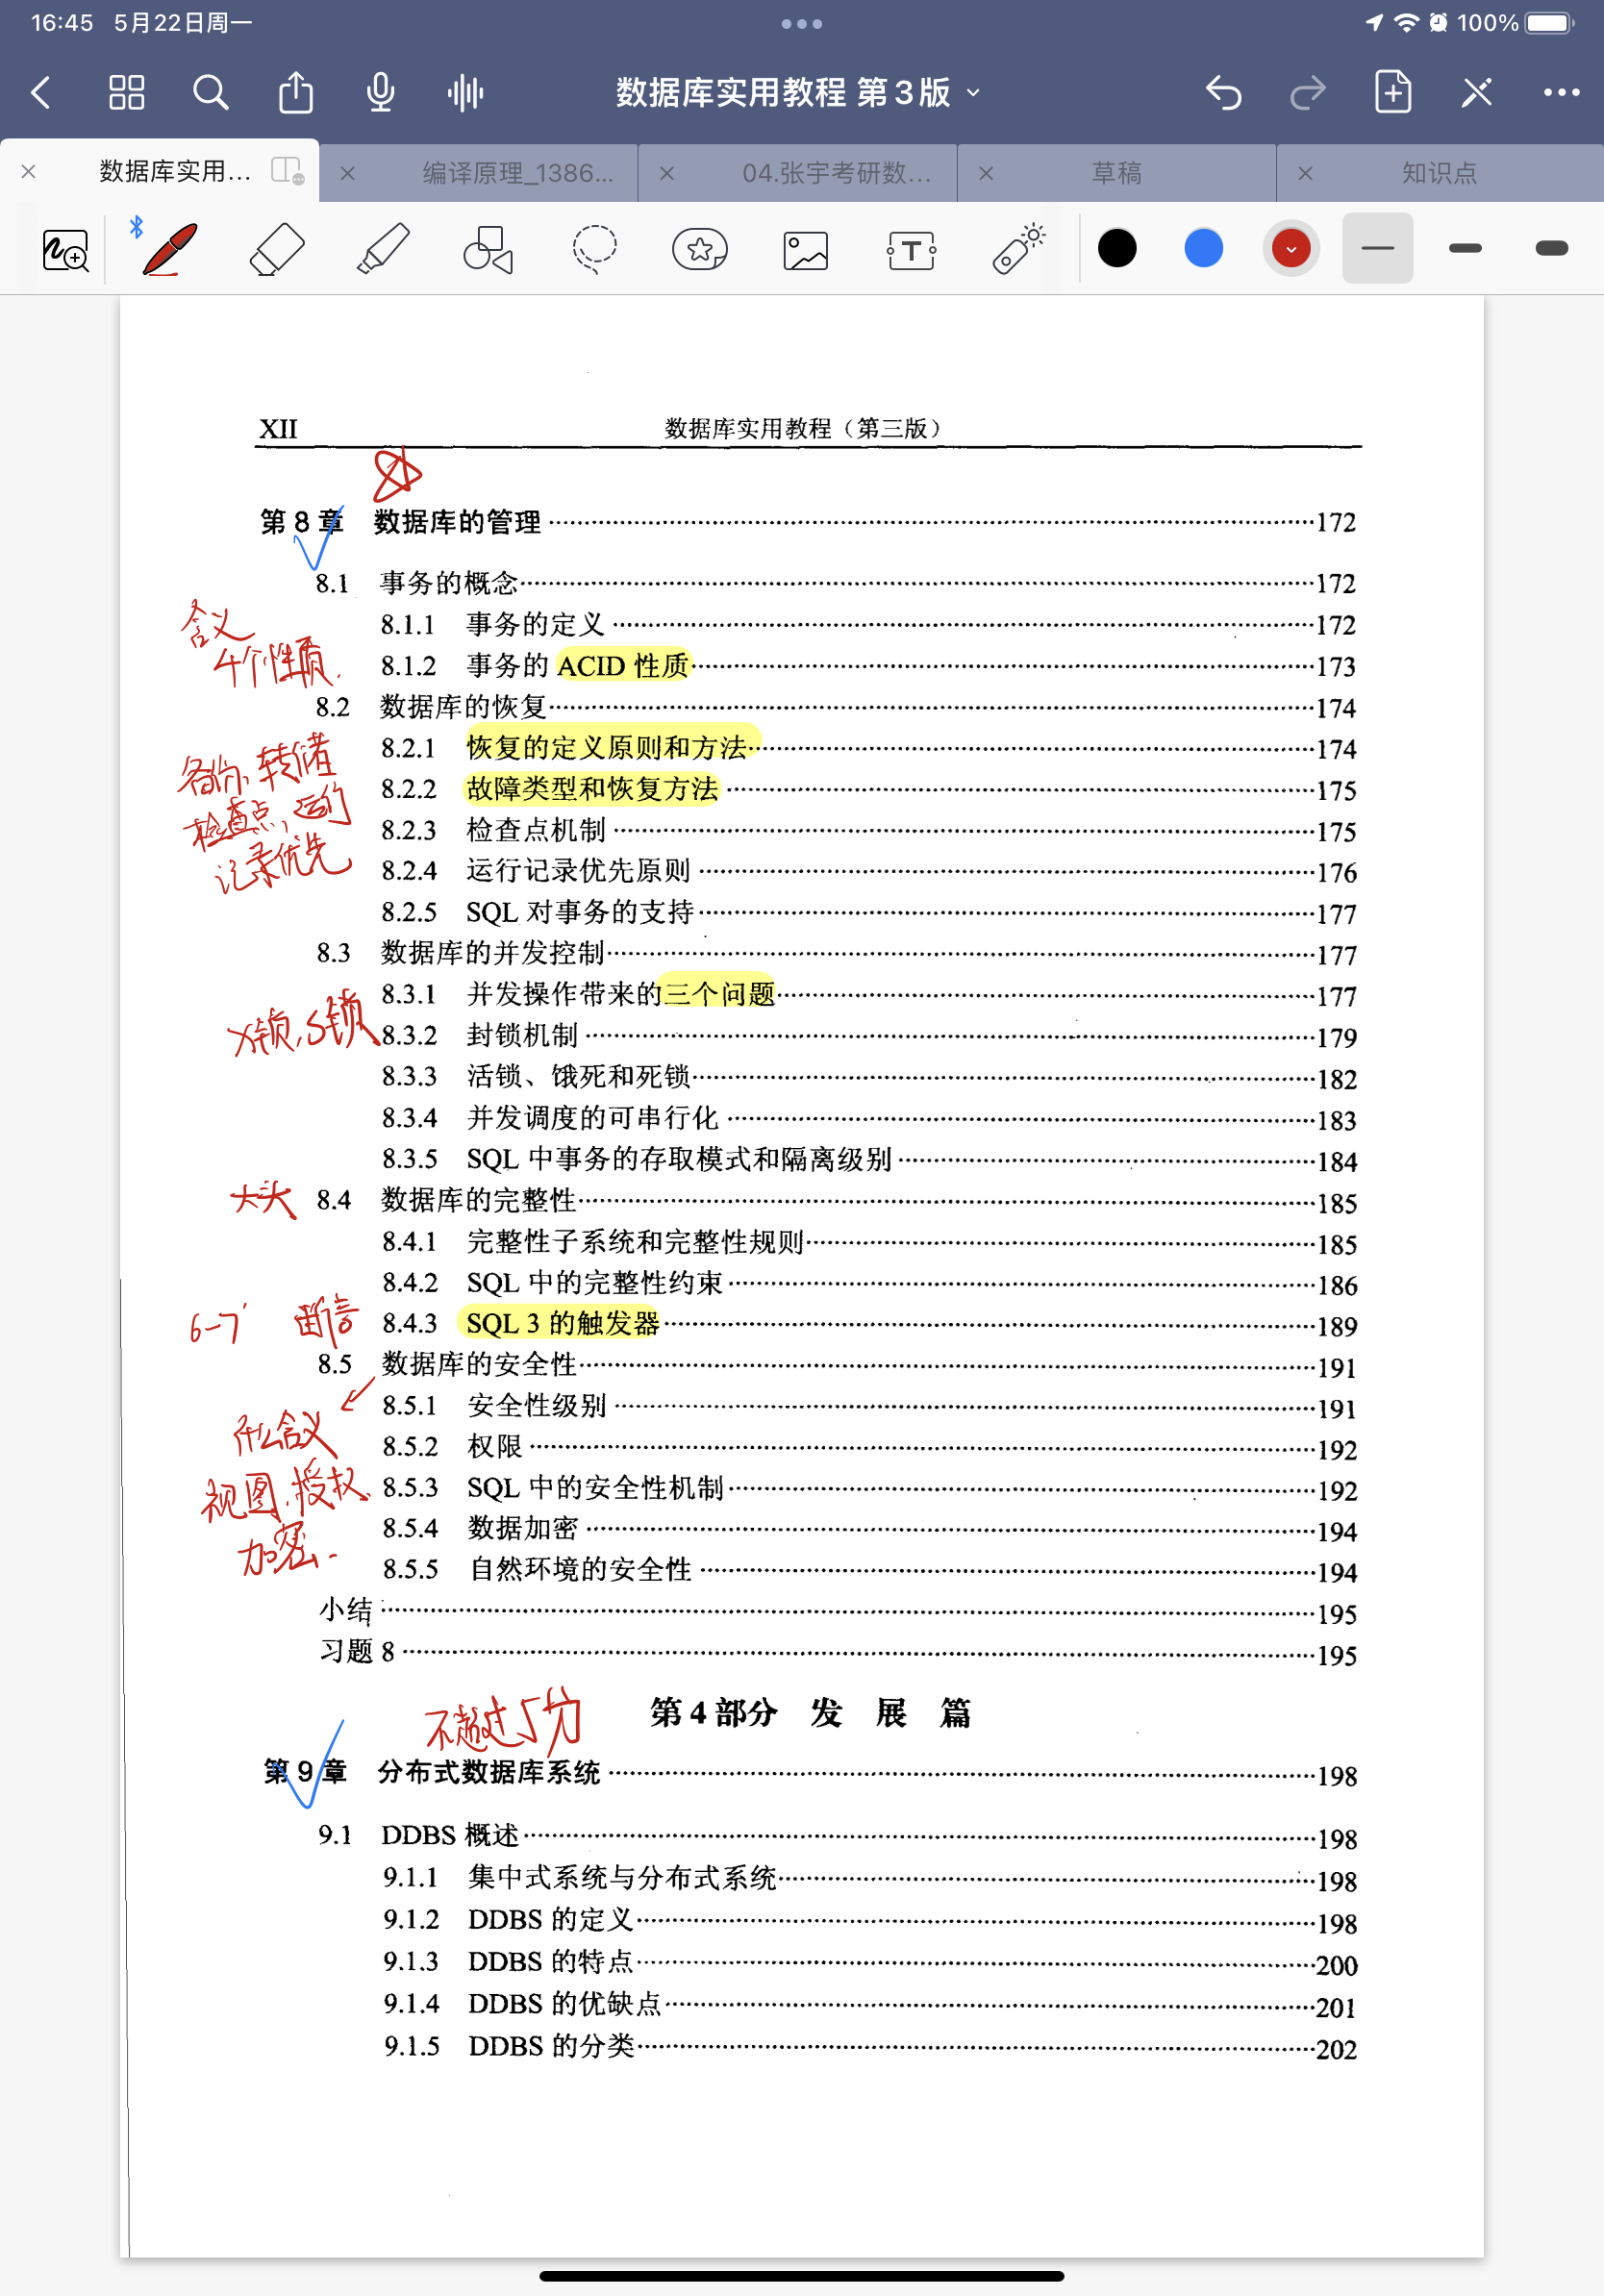 16:45 5月22日周一 100%
数据库实用教程 第3版
数据库实用... 编译原理_1386... 04.张宇考研数... 草稿 知识点
XII 数据库实用教程（第三版）
第8章 数据库的管理 172
8.1 事务的概念 172
含义
8.1.1 事务的定义 172
4个性质.
8.1.2 事务的 ACID 性质 173
8.2 数据库的恢复 174
8.2.1 恢复的定义原则和方法 174
备份、转储
8.2.2 故障类型和恢复方法 175
检查点、运行
8.2.3 检查点机制 175
记录优先
8.2.4 运行记录优先原则 176
8.2.5 SQL 对事务的支持 177
8.3 数据库的并发控制 177
8.3.1 并发操作带来的三个问题 177
X锁,S锁
8.3.2 封锁机制 179
8.3.3 活锁、饿死和死锁 182
8.3.4 并发调度的可串行化 183
8.3.5 SQL 中事务的存取模式和隔离级别 184
大头
8.4 数据库的完整性 185
8.4.1 完整性子系统和完整性规则 185
8.4.2 SQL 中的完整性约束 186
6-7' 断言
8.4.3 SQL 3 的触发器 189
8.5 数据库的安全性 191
8.5.1 安全性级别 191
什么含义
8.5.2 权限 192
视图、授权、
8.5.3 SQL 中的安全性机制 192
加密.
8.5.4 数据加密 194
8.5.5 自然环境的安全性 194
小结 195
习题 8 195
不超过5分
第4部分 发 展 篇
第9章 分布式数据库系统 198
9.1 DDBS 概述 198
9.1.1 集中式系统与分布式系统 198
9.1.2 DDBS 的定义 198
9.1.3 DDBS 的特点 200
9.1.4 DDBS 的优缺点 201
9.1.5 DDBS 的分类 202